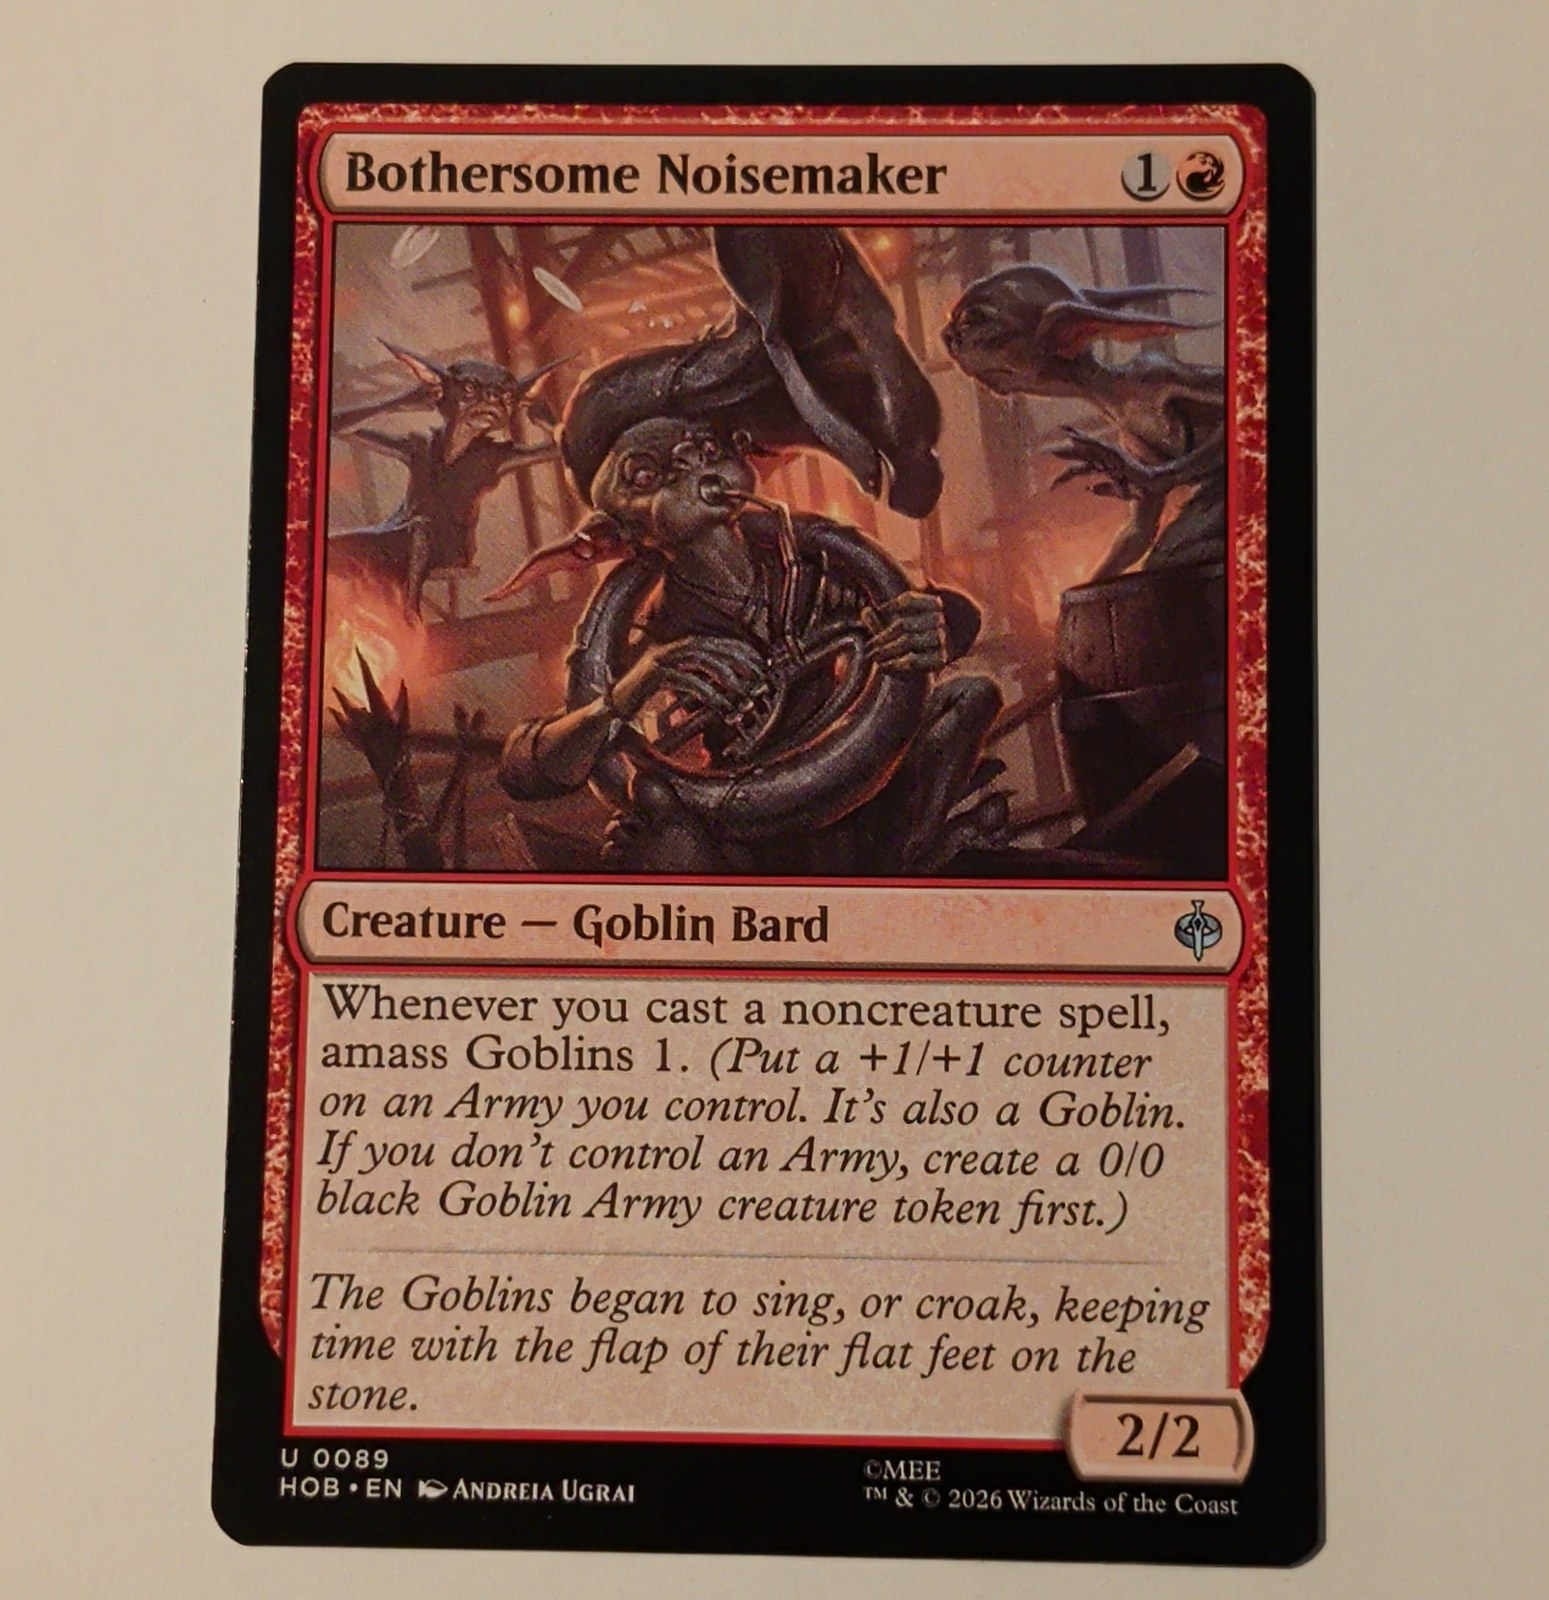 Bothersome Noisemaker 1
Creature — Goblin Bard
Whenever you cast a noncreature spell,
amass Goblins 1. (Put a +1/+1 counter
on an Army you control. It's also a Goblin.
If you don't control an Army, create a 0/0
black Goblin Army creature token first.)
The Goblins began to sing, or croak, keeping
time with the flap of their flat feet on the
stone.
2/2
U 0089
HOB • EN ANDREIA UGRAI
©MEE
™ & © 2026 Wizards of the Coast